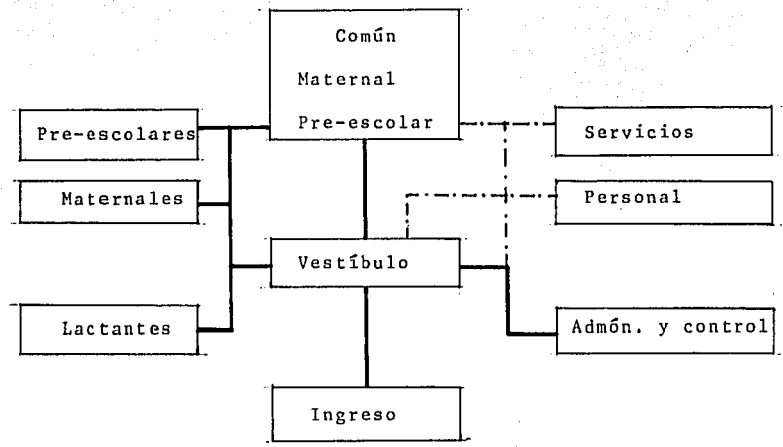 Común
Maternal
Pre-escolar
Pre-escolares
Servicios
Maternales
Personal
Vestíbulo
Lactantes
Admón. y control
Ingreso